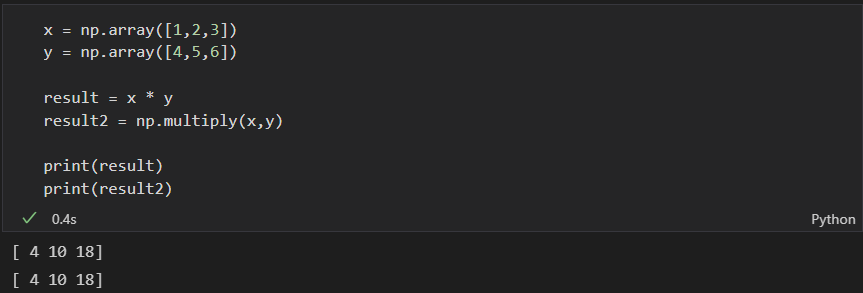 x = np.array([1,2,3])
y = np.array([4,5,6])
result = x * y
result2 = np.multiply(x,y)
print(result)
print(result2)
0.4s
Python
[ 4 10 18]
[ 4 10 18]